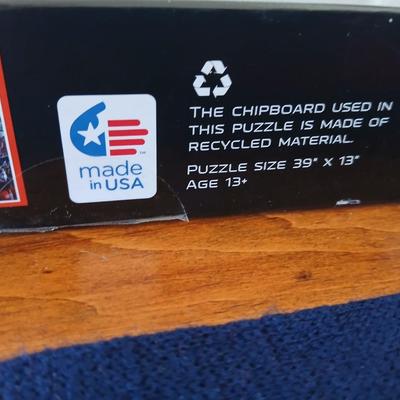 made
in USA
™
THE CHIPBOARD USED IN
THIS PUZZLE IS MADE OF
RECYCLED MATERIAL
PUZZLE SIZE 39" X 13"
AGE 13+